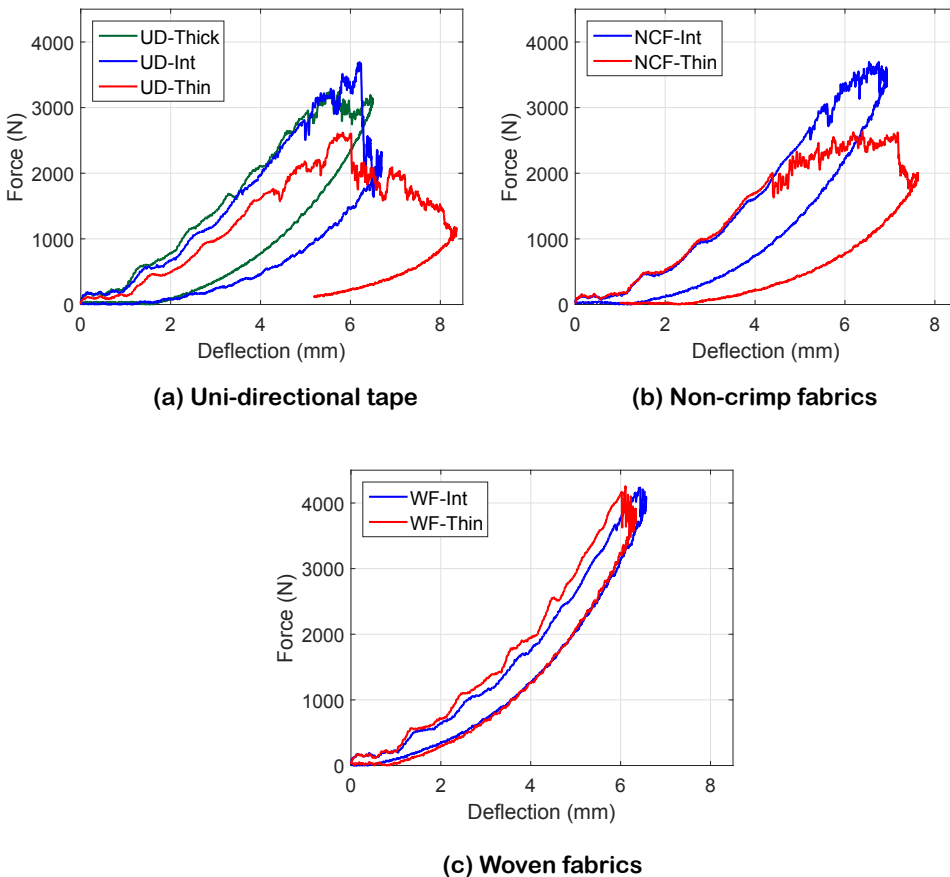 UD-Thick
UD-Int
UD-Thin
4000
3000
2000
1000
0
Force (N)
0 2 4 6 8
Deflection (mm)
(a) Uni-directional tape
NCF-Int
NCF-Thin
4000
3000
2000
1000
0
Force (N)
0 2 4 6 8
Deflection (mm)
(b) Non-crimp fabrics
WF-Int
WF-Thin
4000
3000
2000
1000
0
Force (N)
0 2 4 6 8
Deflection (mm)
(c) Woven fabrics